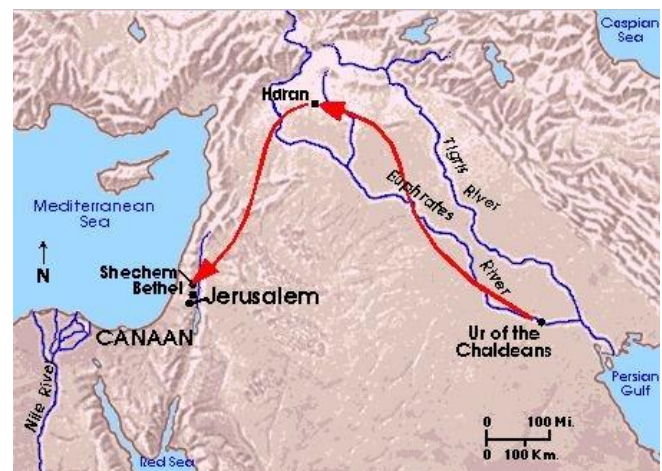 Caspian
Sea
Haran
Tigris River
Euphrates River
Mediterranean
Sea
N
Shechem
Bethel
Jerusalem
CANAAN
Ur of the
Chaldeans
Nile River
Persian
Gulf
Red Sea
0 100 Mi.
0 100 Km.